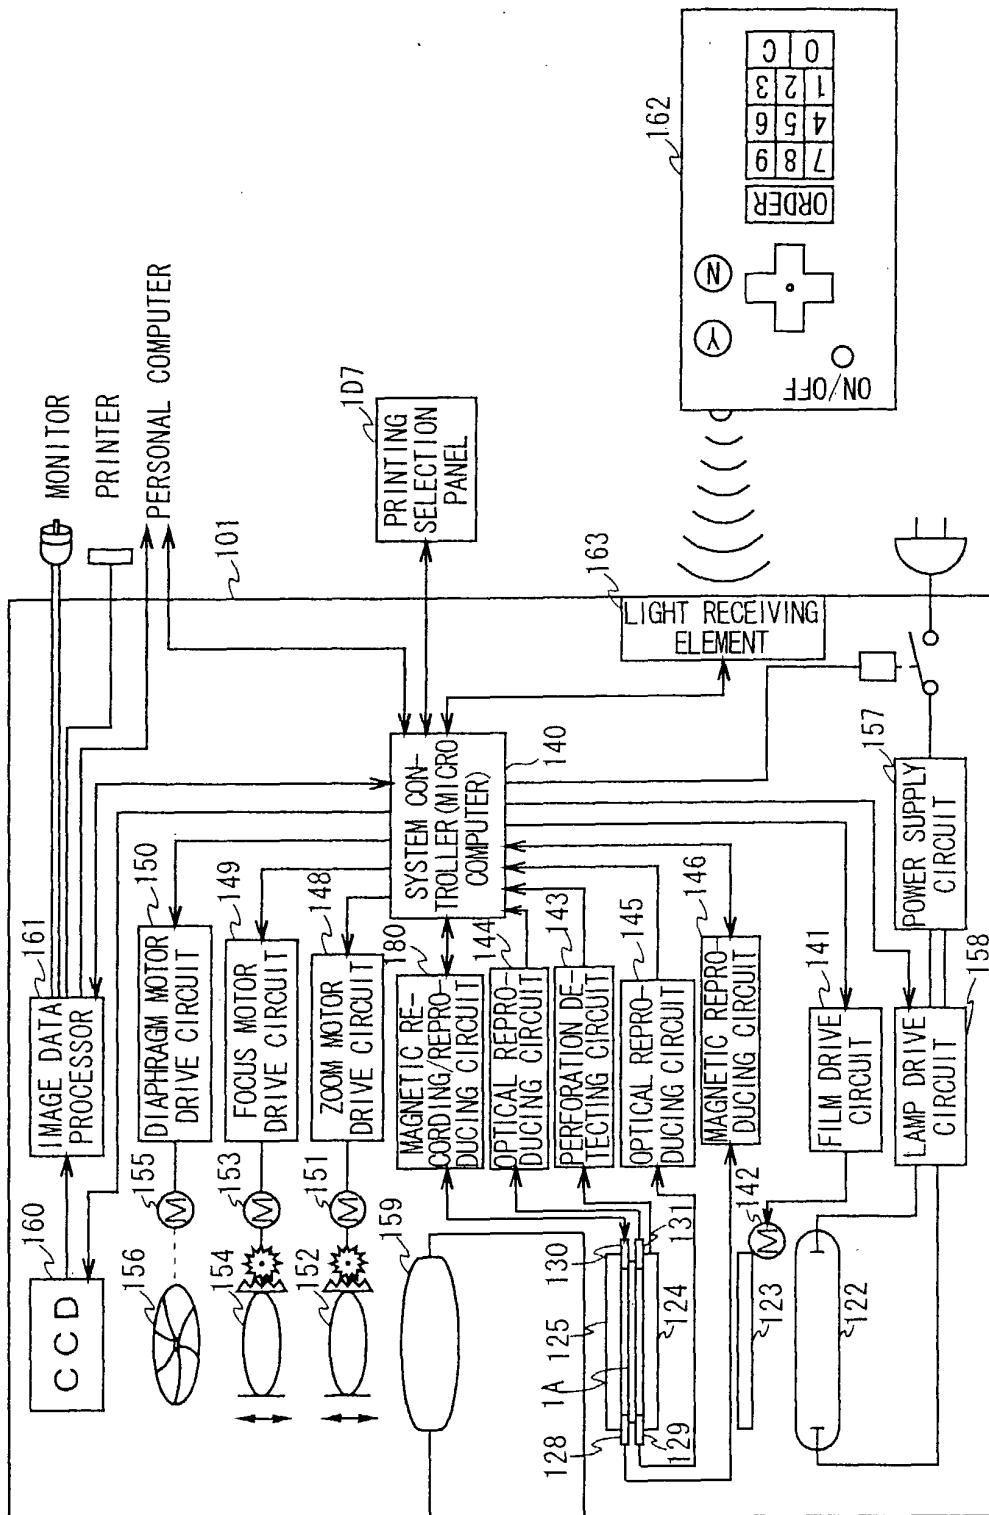 MONITOR
PRINTER
PERSONAL COMPUTER
101
160
CCD
161
IMAGE DATA
PROCESSOR
156
155
M
150
DIAPHRAGM MOTOR
DRIVE CIRCUIT
154
153
M
149
FOCUS MOTOR
DRIVE CIRCUIT
152
151
M
148
ZOOM MOTOR
DRIVE CIRCUIT
159
180
MAGNETIC RE-
CORDING/REPRO-
DUCING CIRCUIT
144
OPTICAL REPRO-
DUCING CIRCUIT
143
PERFORATION DE-
TECTING CIRCUIT
145
OPTICAL REPRO-
DUCING CIRCUIT
146
MAGNETIC REPRO-
DUCING CIRCUIT
140
SYSTEM CON-
TROLLER(MICRO
COMPUTER)
1D7
PRINTING
SELECTION
PANEL
163
LIGHT RECEIVING
ELEMENT
128
1A
125
130
129
124
131
123
142
M
141
FILM DRIVE
CIRCUIT
122
158
LAMP DRIVE
CIRCUIT
157
POWER SUPPLY
CIRCUIT
162
ON/OFF
Y
N
ORDER
7 8 9
4 5 6
1 2 3
0 C